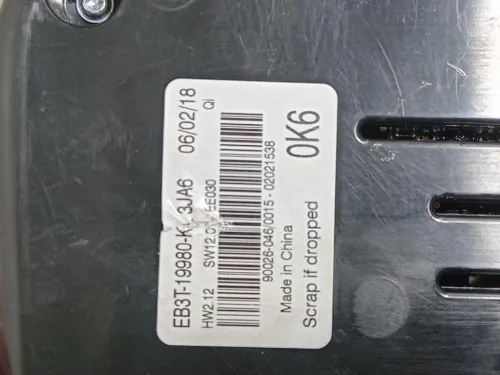 EB3T-19980-K 3JA6 06/02/18
HW2.12 SW12.0 EE030 Qi
90026-046/0015 - 02021538
Made in China 0K6
Scrap if dropped